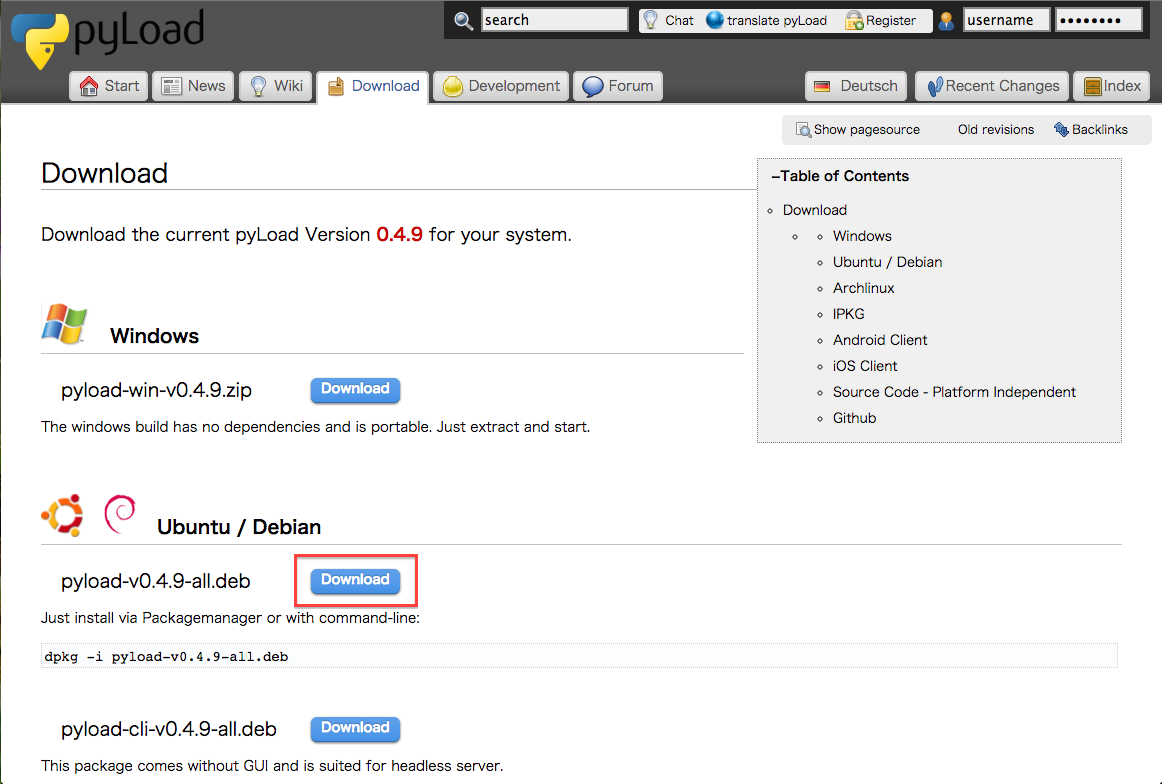 pyLoad
search
Chat translate pyLoad Register username ••••••••
Start News Wiki Download Development Forum Deutsch Recent Changes Index
Show pagesource Old revisions Backlinks
Download
Download the current pyLoad Version 0.4.9 for your system.
−Table of Contents
Download
Windows
Ubuntu / Debian
Archlinux
IPKG
Android Client
iOS Client
Source Code - Platform Independent
Github
Windows
pyload-win-v0.4.9.zip Download
The windows build has no dependencies and is portable. Just extract and start.
Ubuntu / Debian
pyload-v0.4.9-all.deb Download
Just install via Packagemanager or with command-line:
dpkg -i pyload-v0.4.9-all.deb
pyload-cli-v0.4.9-all.deb Download
This package comes without GUI and is suited for headless server.